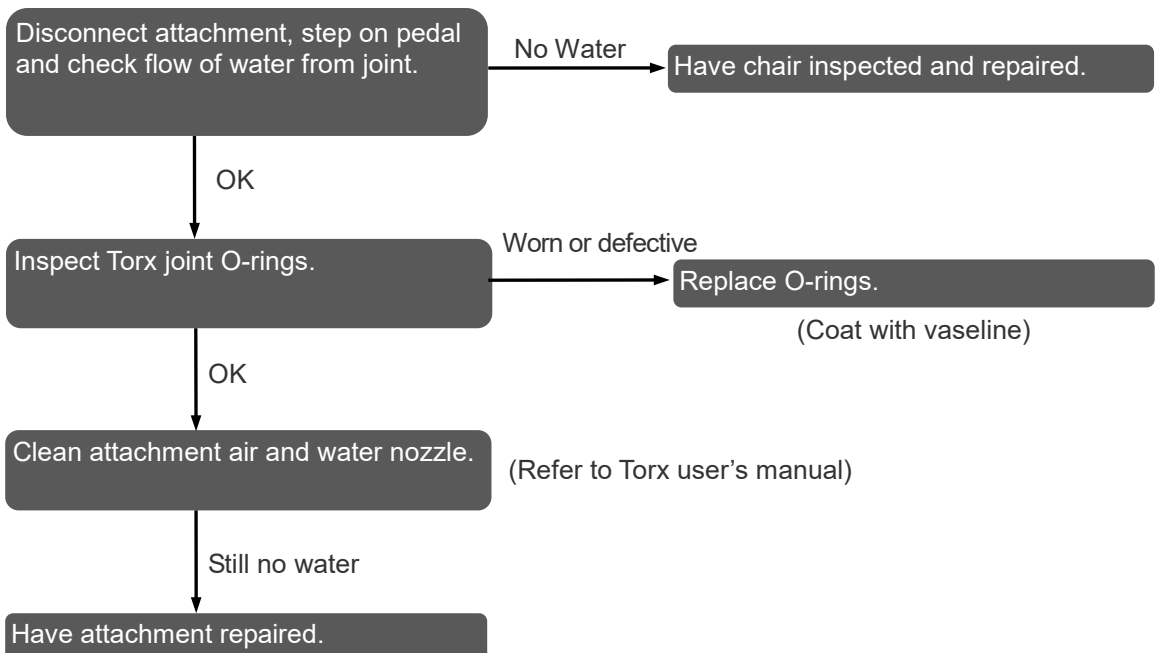 Disconnect attachment, step on pedal
and check flow of water from joint.
No Water
Have chair inspected and repaired.
OK
Inspect Torx joint O-rings.
Worn or defective
Replace O-rings.
(Coat with vaseline)
OK
Clean attachment air and water nozzle.
(Refer to Torx user’s manual)
Still no water
Have attachment repaired.